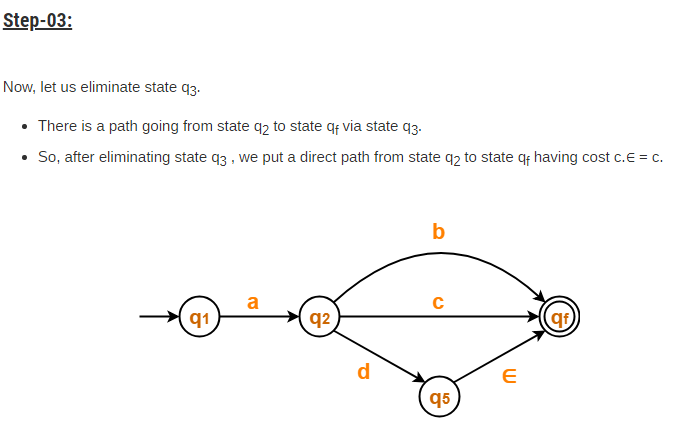 Step-03:
Now, let us eliminate state q3.
• There is a path going from state q2 to state qf via state q3.
• So, after eliminating state q3 , we put a direct path from state q2 to state qf having cost c.∈ = c.
b
a
c
q1
q2
qf
d
∈
q5